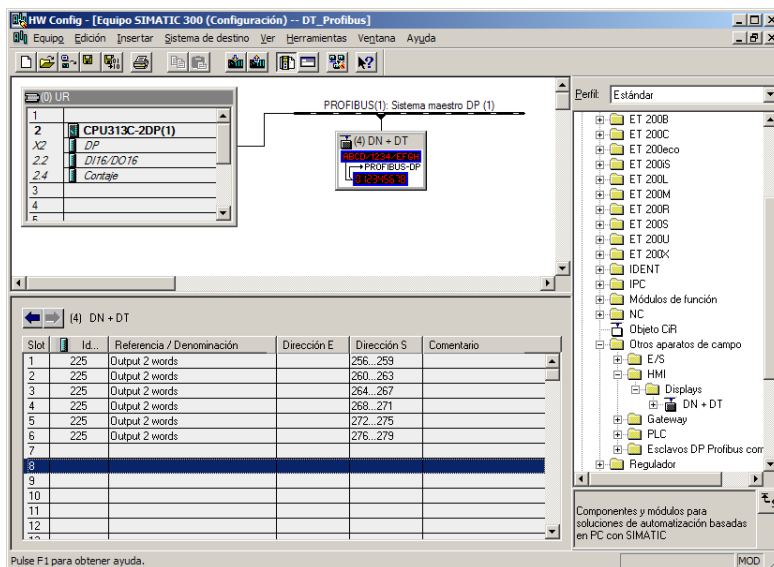 HW Config - [Equipo SIMATIC 300 (Configuración) -- DT_Profibus]
Equipo Edición Insertar Sistema de destino Ver Herramientas Ventana Ayuda
(0) UR
1
2 CPU313C-2DP(1)
X2 DP
2.2 DI16/DO16
2.4 Contaje
3
4
5
PROFIBUS(1): Sistema maestro DP (1)
(4) DN + DT
PROFIBUS-DP
Perfil: Estándar
ET 200B
ET 200C
ET 200eco
ET 200iS
ET 200L
ET 200M
ET 200R
ET 200S
ET 200U
ET 200X
IDENT
IPC
Módulos de función
NC
Objeto CiR
Otros aparatos de campo
E/S
HMI
Displays
DN + DT
Gateway
PLC
Esclavos DP Profibus com
Regulador
(4) DN + DT
Slot Id... Referencia / Denominación Dirección E Dirección S Comentario
1 225 Output 2 words 256...259
2 225 Output 2 words 260...263
3 225 Output 2 words 264...267
4 225 Output 2 words 268...271
5 225 Output 2 words 272...275
6 225 Output 2 words 276...279
7
8
9
10
11
12
Componentes y módulos para
soluciones de automatización basadas
en PC con SIMATIC
Pulse F1 para obtener ayuda.
MOD